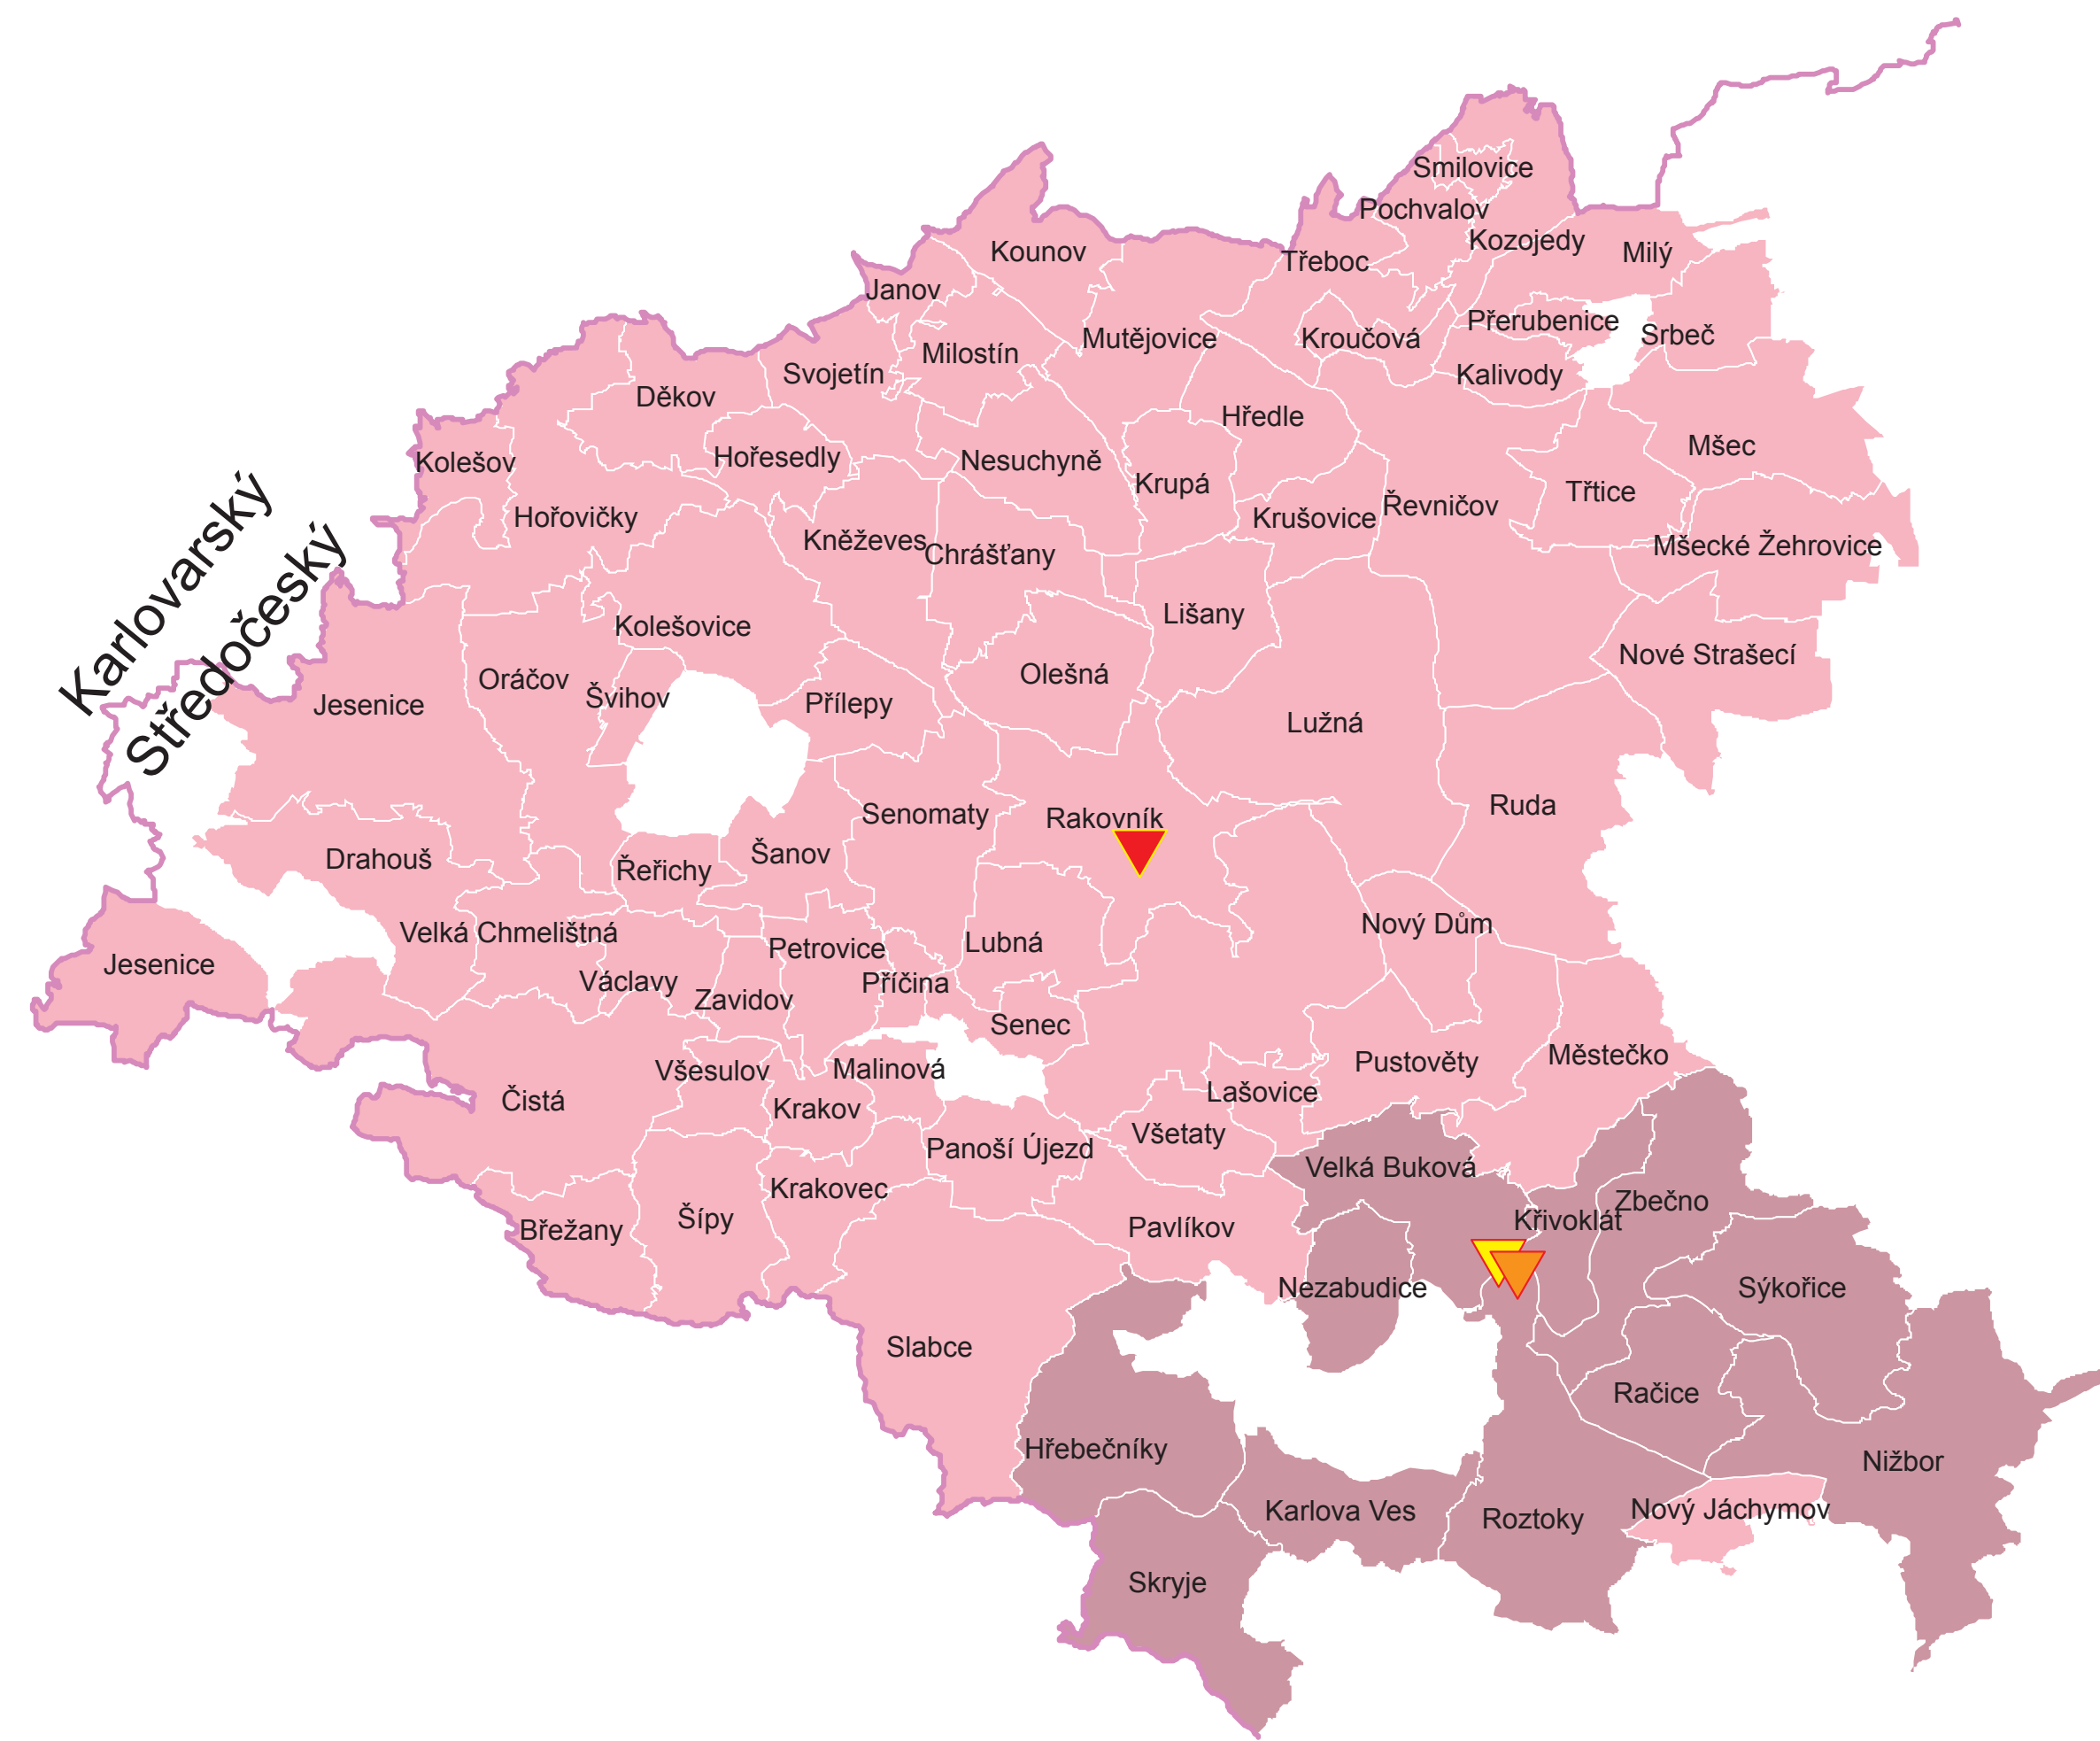 Smilovice
Pochvalov
Kounov
Kozojedy
Milý
Třeboc
Janov
Přerubenice
Srbeč
Mutějovice
Kroučová
Milostín
Svojetín
Kalivody
Děkov
Hředle
Mšec
Kolešov
Hořesedly
Nesuchyně
Krupá
Třtice
Řevničov
Hořovičky
Krušovice
Kněževes
Chrášťany
Mšecké Žehrovice
Karlovarský
Středočeský
Lišany
Kolešovice
Nové Strašecí
Olešná
Oráčov
Švihov
Přílepy
Jesenice
Lužná
Ruda
Senomaty
Rakovník
Šanov
Drahouš
Řeřichy
Nový Dům
Velká Chmelištná
Lubná
Petrovice
Jesenice
Václavy
Příčina
Zavidov
Senec
Městečko
Pustověty
Malinová
Všesulov
Lašovice
Čistá
Krakov
Všetaty
Panoší Újezd
Velká Buková
Krakovec
Zbečno
Šípy
Křivoklát
Pavlíkov
Břežany
Nezabudice
Sýkořice
Slabce
Račice
Hřebečníky
Nižbor
Nový Jáchymov
Karlova Ves
Roztoky
Skryje